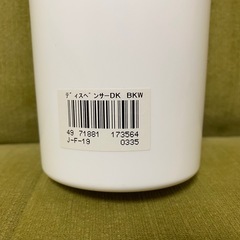 ﾃﾞｨｽﾍﾟﾝｻｰDK BKW
49 71881 173564
J-F-19 0335